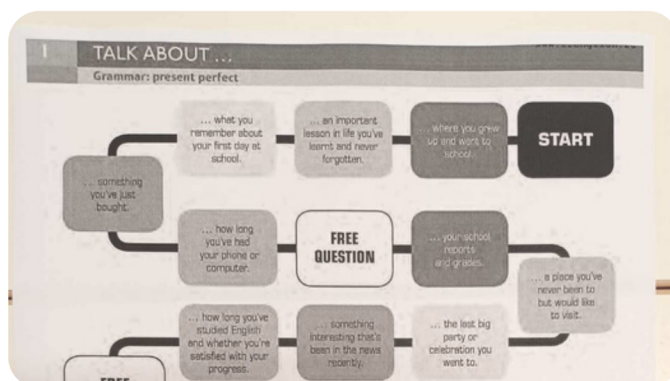 1
TALK ABOUT ...
Grammar: present perfect
START
... where you grew
up and went to
school.
... an important
lesson in life you've
learnt and never
forgotten.
... what you
remember about
your first day at
school.
... something
you've just
bought.
... how long
you've had
your phone or
computer.
FREE
QUESTION
... your school
reports
and grades.
... a place you've
never been to
but would like
to visit.
... the last big
party or
celebration you
went to.
... something
interesting that's
been in the news
recently.
... how long you've
studied English
and whether you're
satisfied with your
progress.
FREE